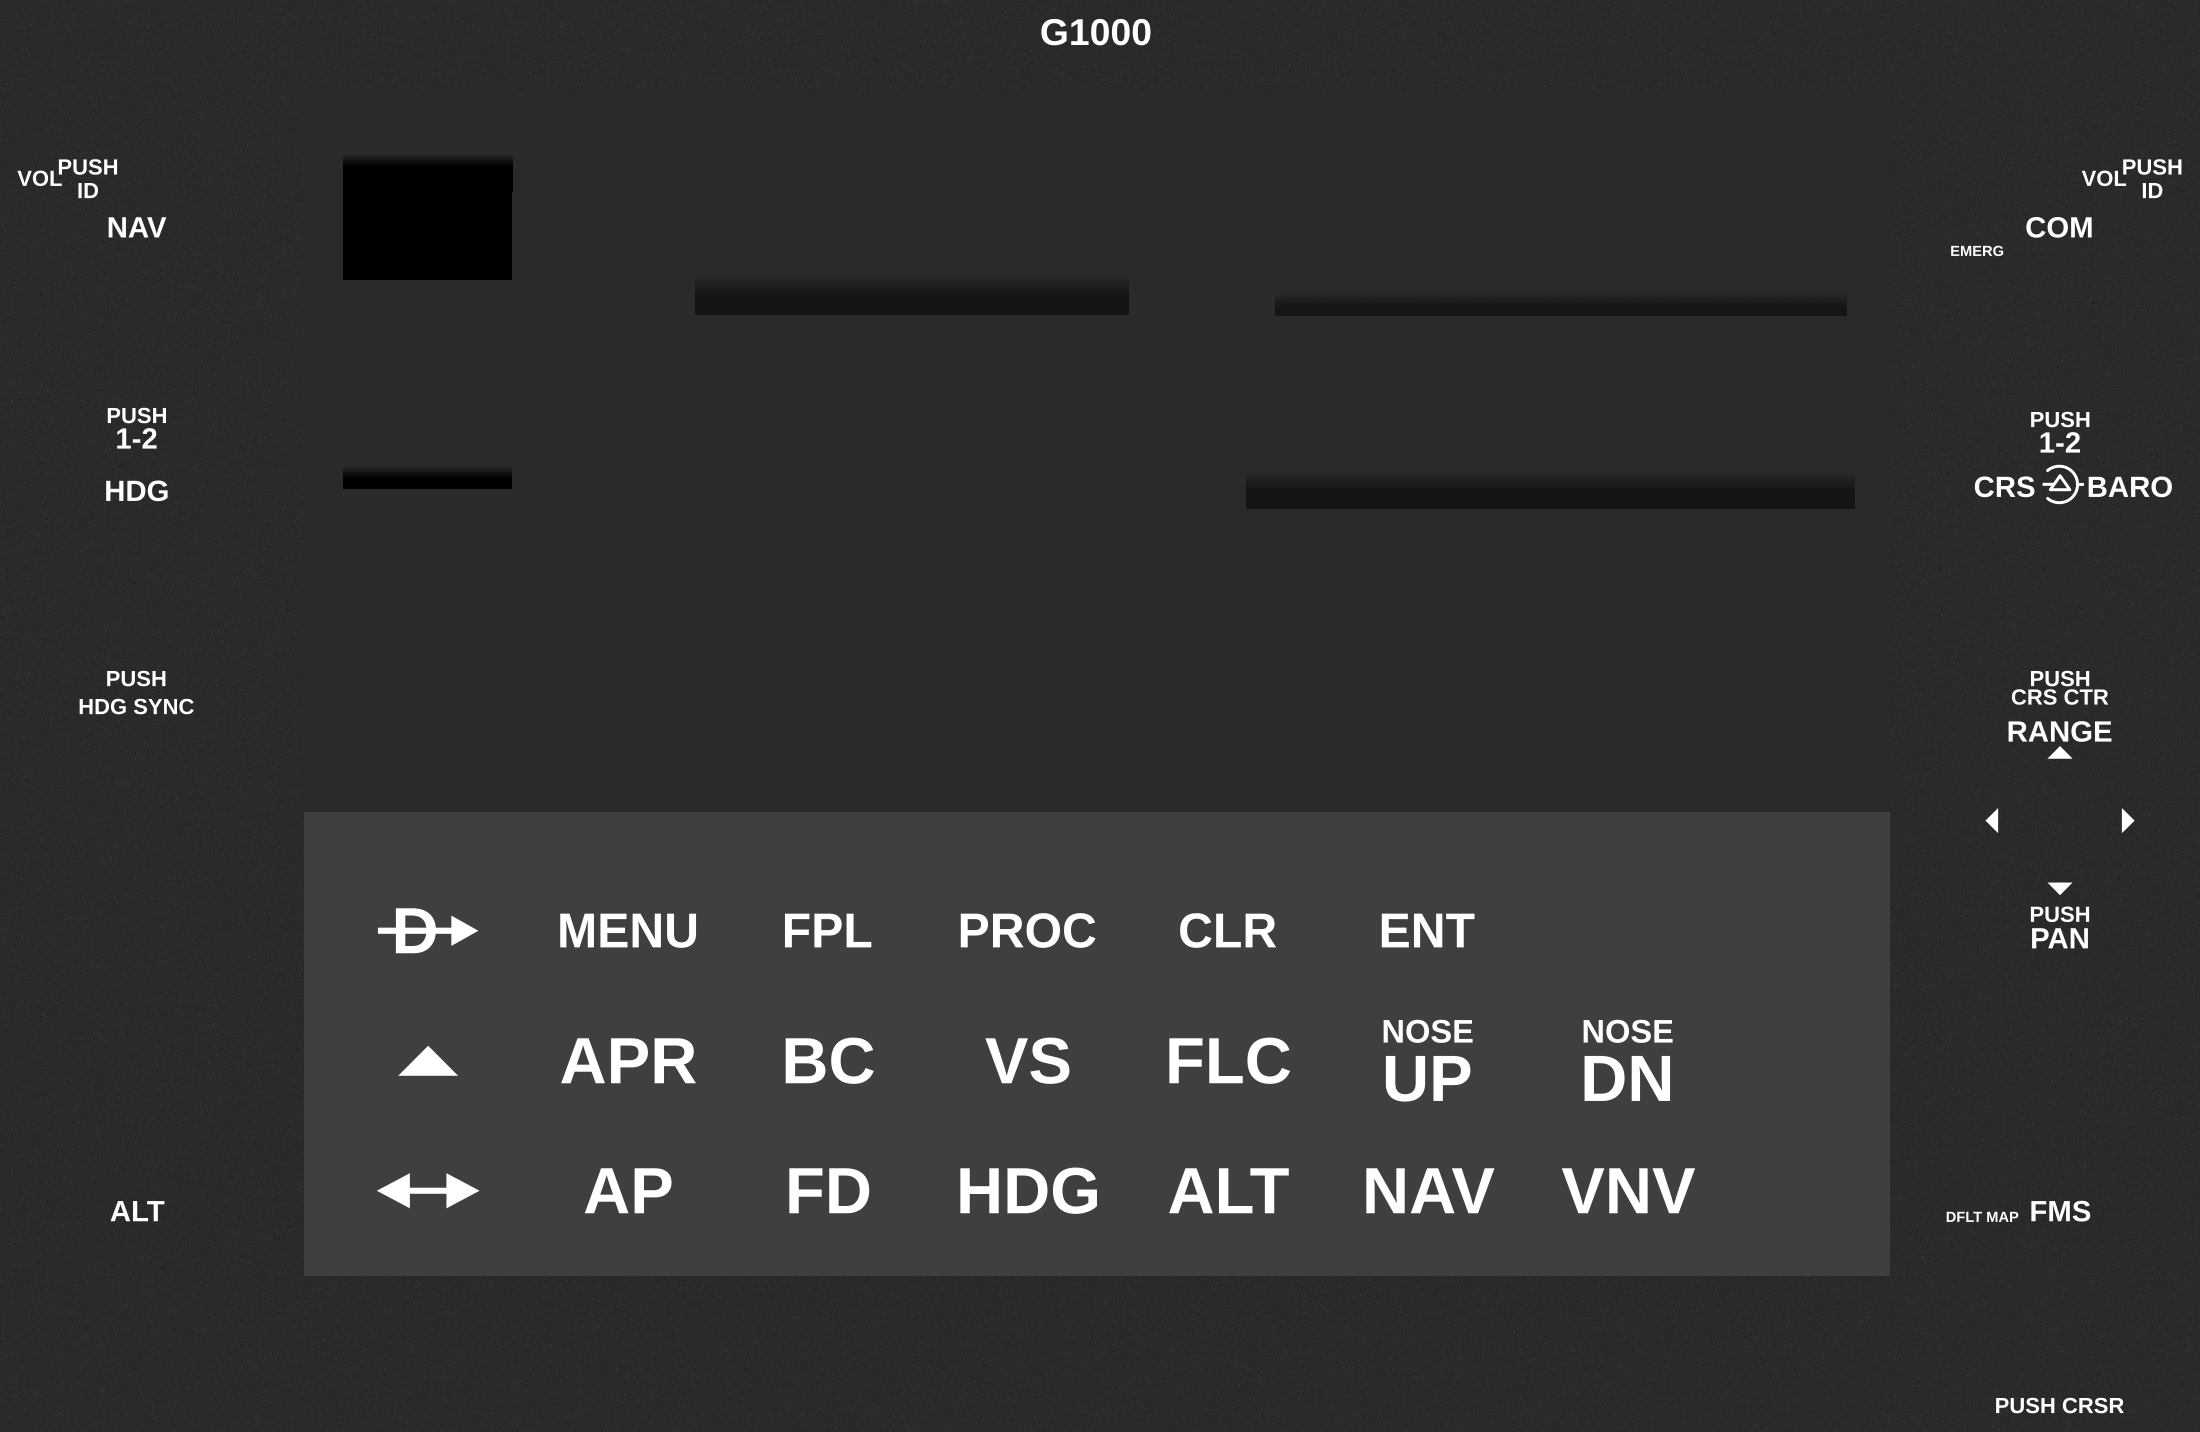 G1000
VOL PUSH
ID
NAV
PUSH
1-2
HDG
PUSH
HDG SYNC
ALT
VOL PUSH
ID
COM
EMERG
PUSH
1-2
CRS BARO
PUSH
CRS CTR
RANGE
PUSH
PAN
DFLT MAP FMS
PUSH CRSR
D MENU FPL PROC CLR ENT
APR BC VS FLC NOSE UP NOSE DN
AP FD HDG ALT NAV VNV